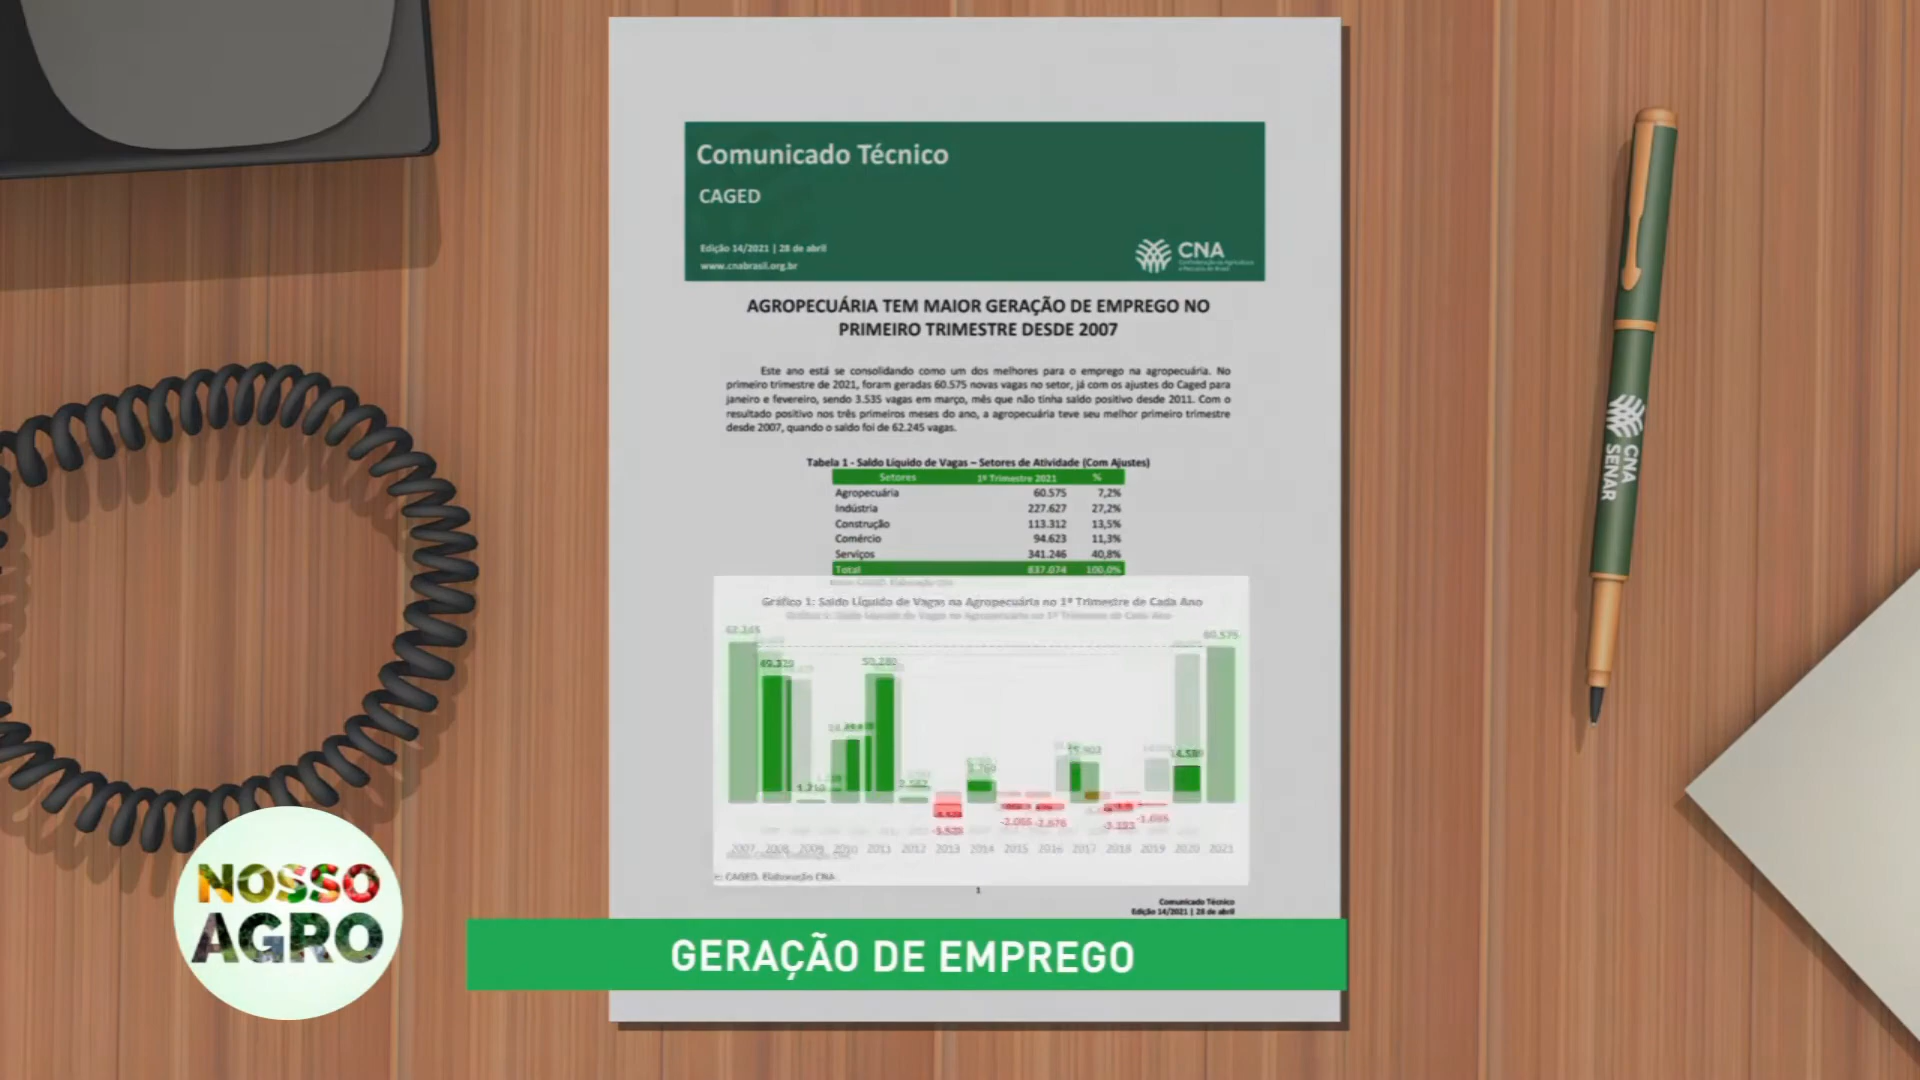 Comunicado Técnico
CAGED
Edição 14/2021 | 28 de abril
www.cnabrasil.org.br
CNA
AGROPECUÁRIA TEM MAIOR GERAÇÃO DE EMPREGO NO
PRIMEIRO TRIMESTRE DESDE 2007
Este ano está se consolidando como um dos melhores para o emprego na agropecuária. No
primeiro trimestre de 2021, foram geradas 60.575 novas vagas no setor, já com os ajustes do Caged para
janeiro e fevereiro, sendo 3.535 vagas em março, mês que não tinha saldo positivo desde 2011. Com o
resultado positivo nos três primeiros meses do ano, a agropecuária teve seu melhor primeiro trimestre
desde 2007, quando o saldo foi de 62.245 vagas.
Tabela 1 - Saldo Líquido de Vagas – Setores de Atividade (Com Ajustes)
Setores 1º Trimestre 2021 %
Agropecuária 60.575 7,2%
Indústria 227.627 27,2%
Construção 113.312 13,5%
Comércio 94.623 11,3%
Serviços 341.246 40,8%
Total 837.074 100,0%
Gráfico 1: Saldo Líquido de Vagas na Agropecuária no 1º Trimestre de Cada Ano
60.575
2007 2008 2009 2010 2011 2012 2013 2014 2015 2016 2017 2018 2019 2020 2021
CAGED. Elaboração CNA
1
Comunicado Técnico
Edição 14/2021 | 28 de abril
CNA
SENAR
NOSSO
AGRO
GERAÇÃO DE EMPREGO